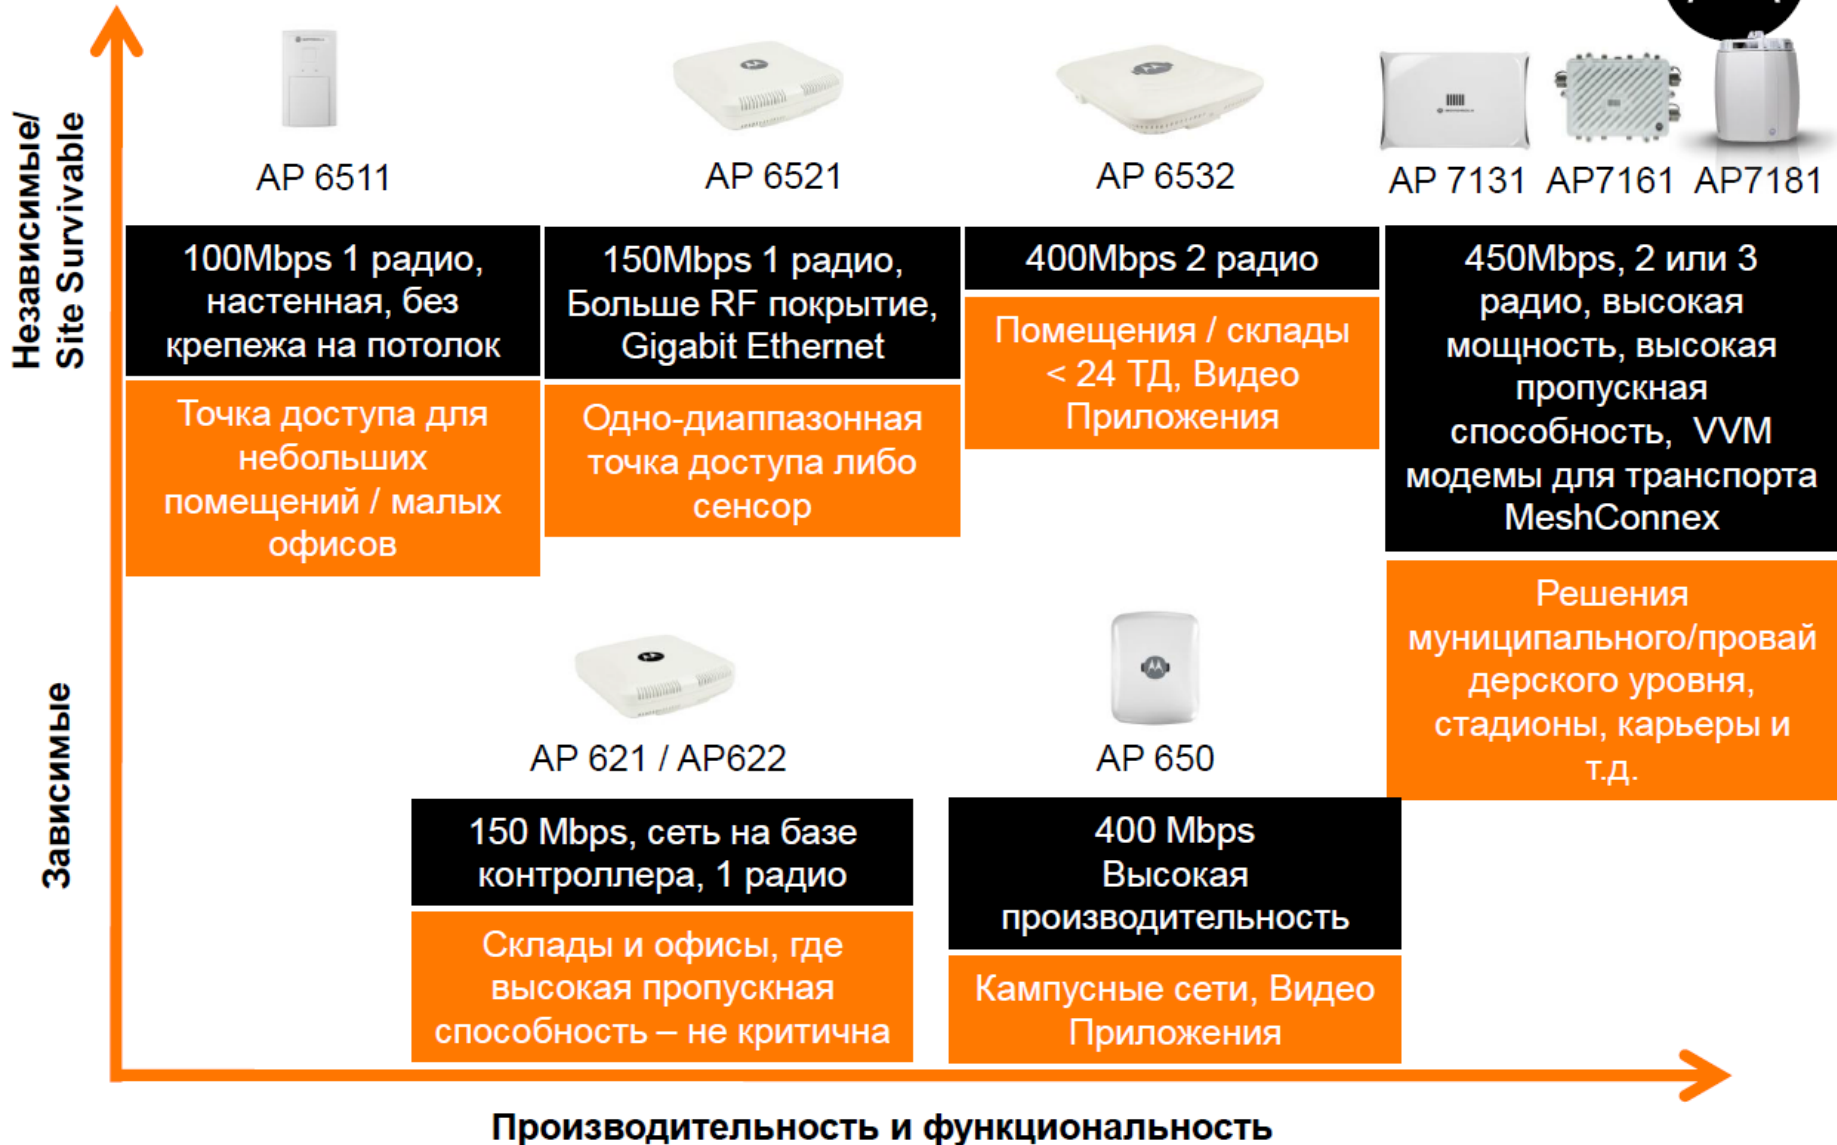 Независимые/
Site Survivable
AP 6511
AP 6521
AP 6532
AP 7131 AP7161 AP7181
100Mbps 1 радио,
настенная, без
крепежа на потолок
Точка доступа для
небольших
помещений / малых
офисов
150Mbps 1 радио,
Больше RF покрытие,
Gigabit Ethernet
Одно-диаппазонная
точка доступа либо
сенсор
400Mbps 2 радио
Помещения / склады
< 24 ТД, Видео
Приложения
450Mbps, 2 или 3
радио, высокая
мощность, высокая
пропускная
способность, VVM
модемы для транспорта
MeshConnex
Решения
муниципального/провай
дерского уровня,
стадионы, карьеры и
т.д.
Зависимые
AP 621 / AP622
150 Mbps, сеть на базе
контроллера, 1 радио
Склады и офисы, где
высокая пропускная
способность – не критична
AP 650
400 Mbps
Высокая
производительность
Кампусные сети, Видео
Приложения
Производительность и функциональность